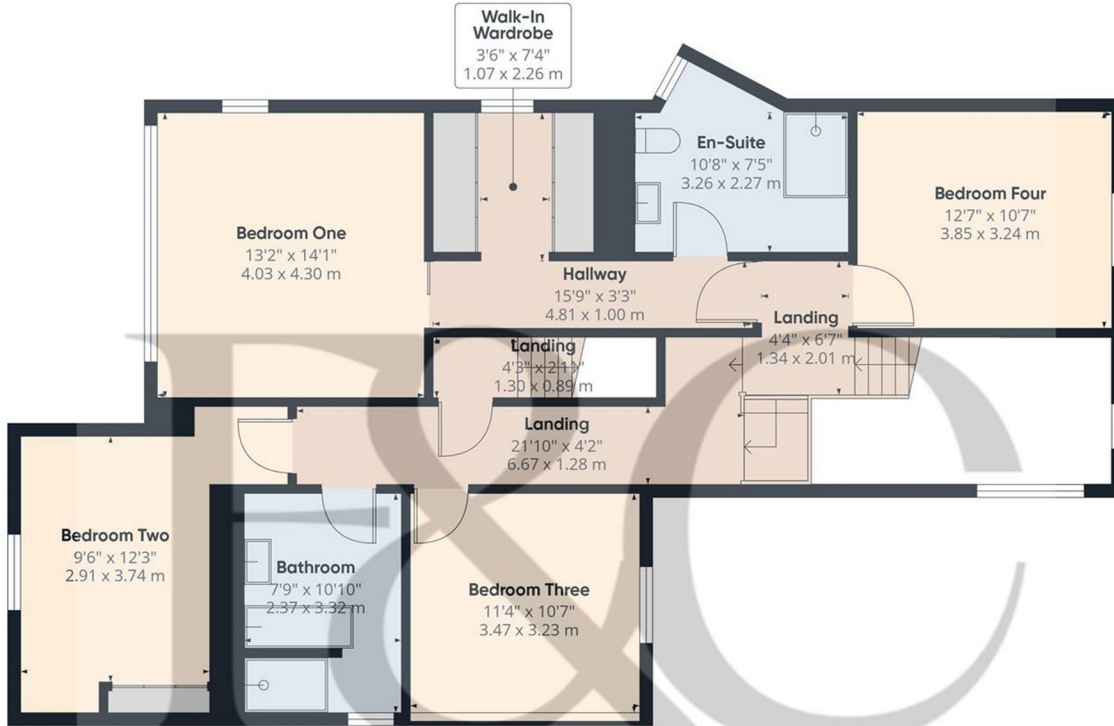 Walk-In
Wardrobe
3'6" x 7'4"
1.07 x 2.26 m
En-Suite
10'8" x 7'5"
3.26 x 2.27 m
Bedroom Four
12'7" x 10'7"
3.85 x 3.24 m
Bedroom One
13'2" x 14'1"
4.03 x 4.30 m
Hallway
15'9" x 3'3"
4.81 x 1.00 m
Landing
4'4" x 6'7"
1.34 x 2.01 m
Landing
4'3" x 2'11"
1.30 x 0.89 m
Landing
21'10" x 4'2"
6.67 x 1.28 m
Bedroom Two
9'6" x 12'3"
2.91 x 3.74 m
Bathroom
7'9" x 10'10"
2.37 x 3.32 m
Bedroom Three
11'4" x 10'7"
3.47 x 3.23 m
F&C